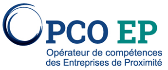 OPCO EP
Opérateur de compétences
des Entreprises de Proximité